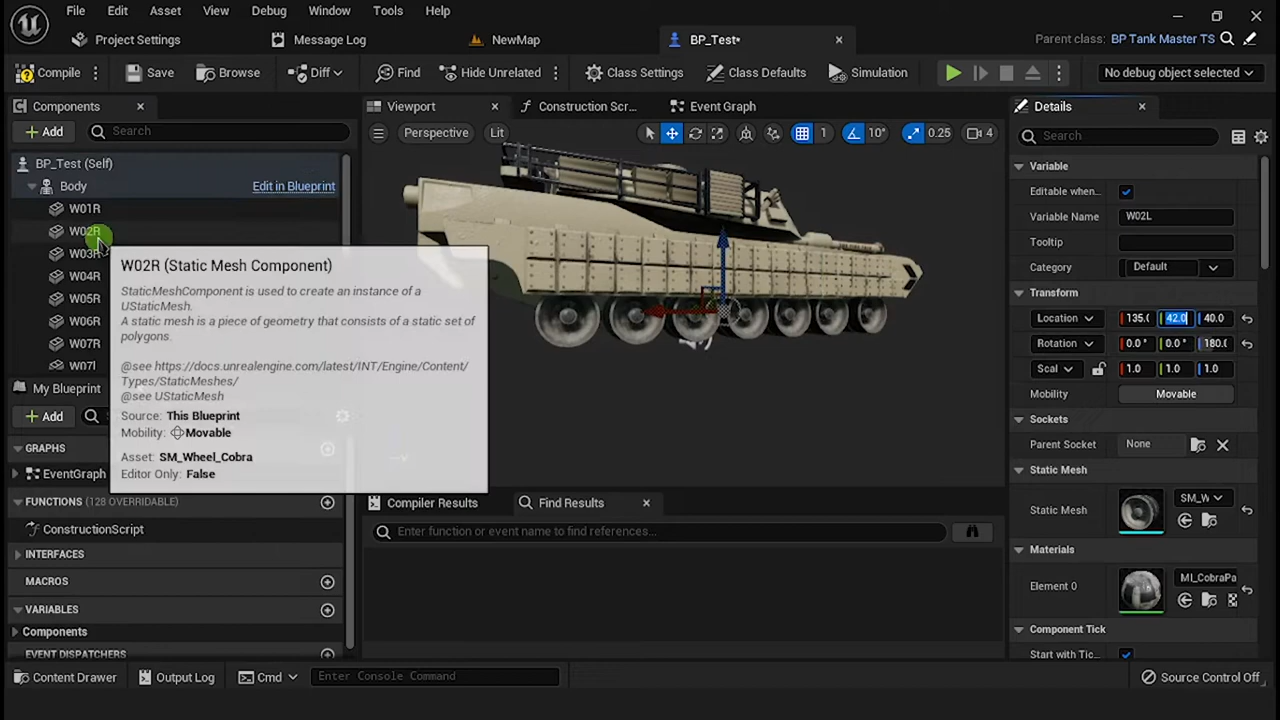 File Edit Asset View Debug Window Tools Help
Project Settings Message Log NewMap BP_Test• Parent class: BP Tank Master TS
Compile Save Browse Diff Find Hide Unrelated Class Settings Class Defaults Simulation No debug object selected
Components Viewport Construction Scr... Event Graph Details
Add Search Perspective Lit 1 10° 0.25 4 Search
BP_Test (Self) Variable
Body Edit in Blueprint Editable when...
W01R Variable Name W02L
W02R Tooltip
W03R Category Default
W02R (Static Mesh Component)
StaticMeshComponent is used to create an instance of a
UStaticMesh.
A static mesh is a piece of geometry that consists of a static set of
polygons.
@see https://docs.unrealengine.com/latest/INT/Engine/Content/
Types/StaticMeshes/
@see UStaticMesh
Source: This Blueprint
Mobility: Movable
Asset: SM_Wheel_Cobra
Editor Only: False
W04R
W05R
W06R
W07R
W07l
Transform
Location 135.( 42.0 40.0
Rotation 0.0 ° 0.0 ° 180.(
Scal 1.0 1.0 1.0
Mobility Movable
Sockets
Parent Socket None
Static Mesh
Static Mesh SM_W
Materials
Element 0 MI_CobraPa
Component Tick
Start with Tic...
My Blueprint
Add
GRAPHS
EventGraph
FUNCTIONS (128 OVERRIDABLE)
ConstructionScript
INTERFACES
MACROS
VARIABLES
Components
EVENT DISPATCHERS
Compiler Results Find Results
Enter function or event name to find references...
Content Drawer Output Log Cmd Enter Console Command Source Control Off